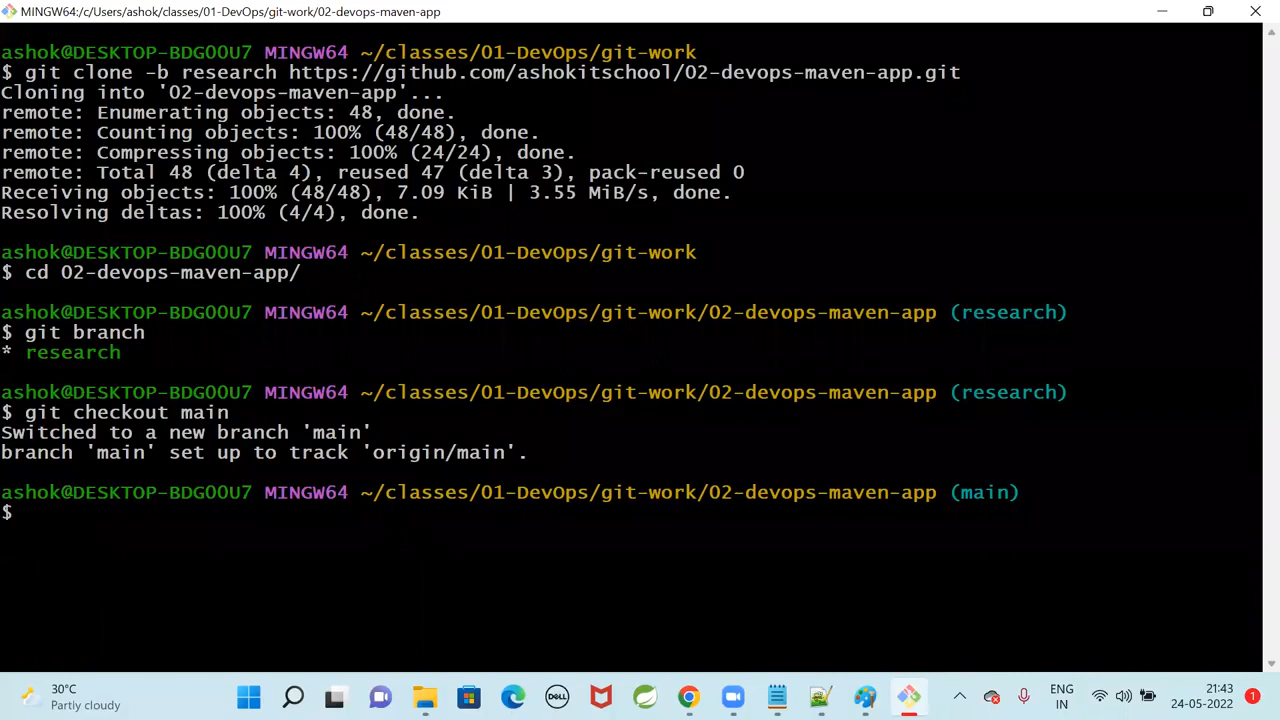 MINGW64:/c/Users/ashok/classes/01-DevOps/git-work/02-devops-maven-app
ashok@DESKTOP-BDG00U7 MINGW64 ~/classes/01-DevOps/git-work
$ git clone -b research https://github.com/ashokitschool/02-devops-maven-app.git
Cloning into '02-devops-maven-app'...
remote: Enumerating objects: 48, done.
remote: Counting objects: 100% (48/48), done.
remote: Compressing objects: 100% (24/24), done.
remote: Total 48 (delta 4), reused 47 (delta 3), pack-reused 0
Receiving objects: 100% (48/48), 7.09 KiB | 3.55 MiB/s, done.
Resolving deltas: 100% (4/4), done.
ashok@DESKTOP-BDG00U7 MINGW64 ~/classes/01-DevOps/git-work
$ cd 02-devops-maven-app/
ashok@DESKTOP-BDG00U7 MINGW64 ~/classes/01-DevOps/git-work/02-devops-maven-app (research)
$ git branch
* research
ashok@DESKTOP-BDG00U7 MINGW64 ~/classes/01-DevOps/git-work/02-devops-maven-app (research)
$ git checkout main
Switched to a new branch 'main'
branch 'main' set up to track 'origin/main'.
ashok@DESKTOP-BDG00U7 MINGW64 ~/classes/01-DevOps/git-work/02-devops-maven-app (main)
$
30°C
Partly cloudy
DELL
ENG
IN
21:43
24-05-2022
1